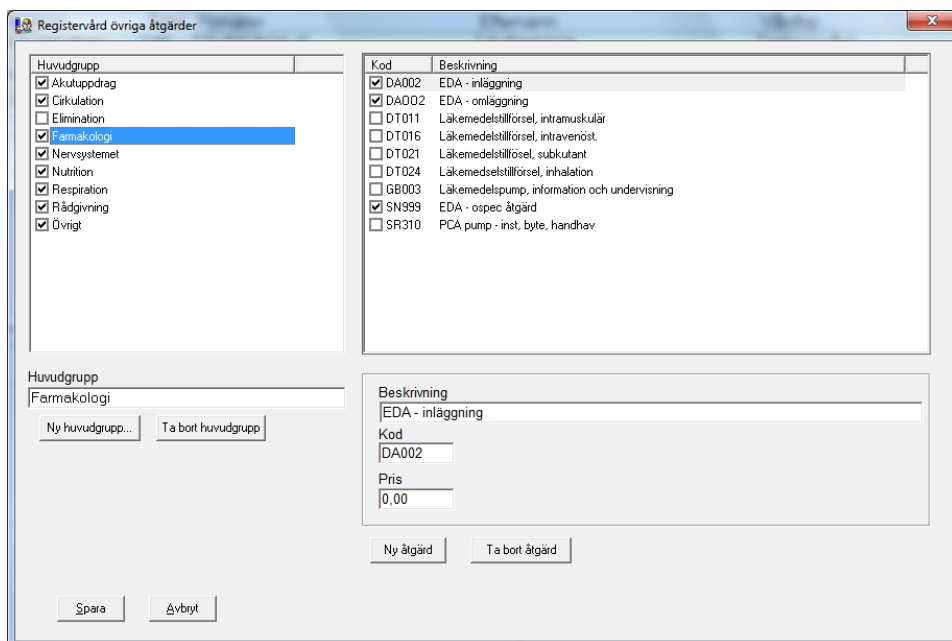 Registervård övriga åtgärder
Huvudgrupp
Akutuppdrag
Cirkulation
Elimination
Farmakologi
Nervsystemet
Nutrition
Respiration
Rådgivning
Övrigt
Kod Beskrivning
DA002 EDA - inläggning
DAOO2 EDA - omläggning
DT011 Läkemedelstillförsel, intramuskulär
DT016 Läkemedelstillförsel, intravenöst.
DT021 Läkemedelstillfösel, subkutant
DT024 Läkemedselstillförsel, inhalation
GB003 Läkemedelspump, information och undervisning
SN999 EDA - ospec åtgärd
SR310 PCA pump - inst, byte, handhav
Huvudgrupp
Farmakologi
Ny huvudgrupp... Ta bort huvudgrupp
Beskrivning
EDA - inläggning
Kod
DA002
Pris
0,00
Ny åtgärd Ta bort åtgärd
Spara Avbryt